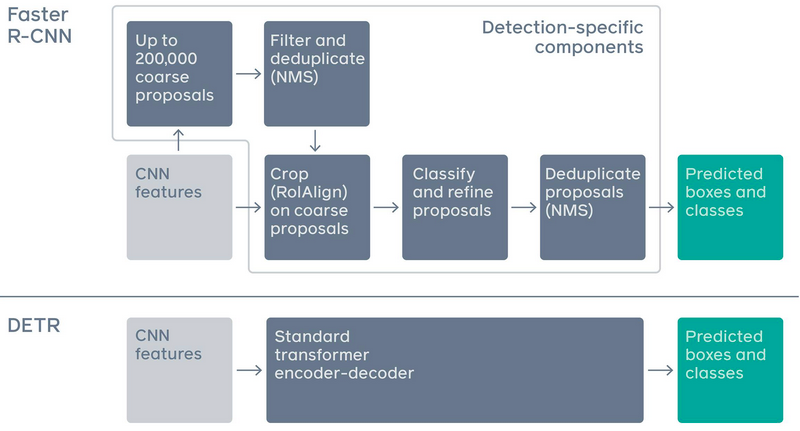 Faster
R-CNN
Detection-specific
components
Up to
200,000
coarse
proposals
Filter and
deduplicate
(NMS)
CNN
features
Crop
(RoIAlign)
on coarse
proposals
Classify
and refine
proposals
Deduplicate
proposals
(NMS)
Predicted
boxes and
classes
DETR
CNN
features
Standard
transformer
encoder-decoder
Predicted
boxes and
classes